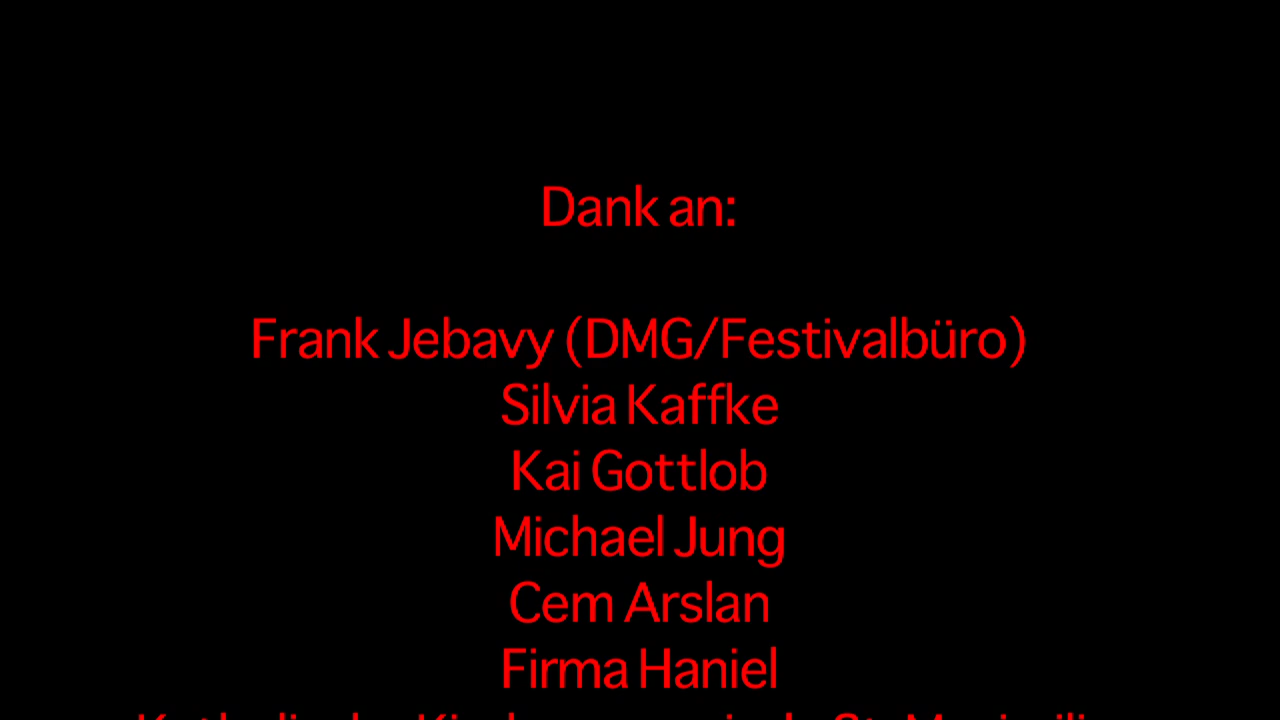 Dank an:
Frank Jebavy (DMG/Festivalbüro)
Silvia Kaffke
Kai Gottlob
Michael Jung
Cem Arslan
Firma Haniel